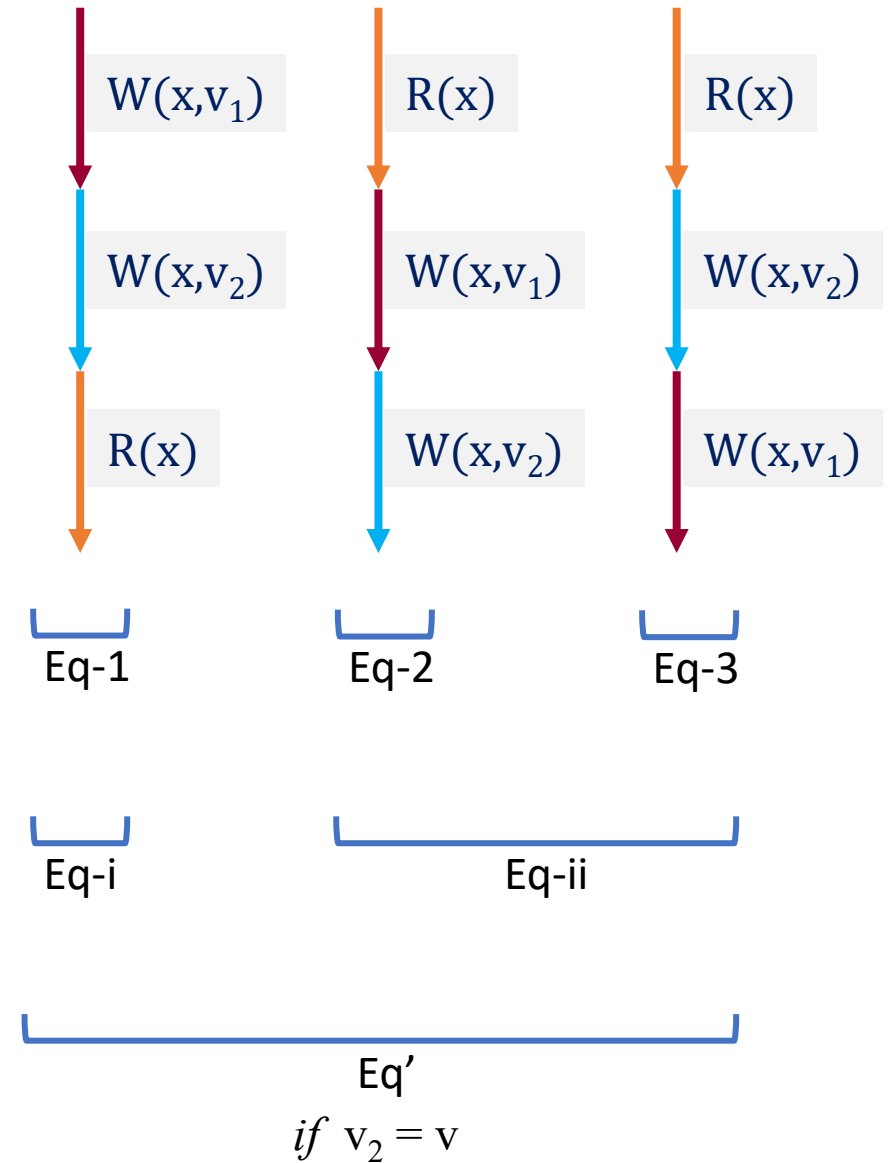 W(x,v₁)
R(x)
R(x)
W(x,v₂)
W(x,v₁)
W(x,v₂)
R(x)
W(x,v₂)
W(x,v₁)
Eq-1
Eq-2
Eq-3
Eq-i
Eq-ii
Eq’
if v₂ = v